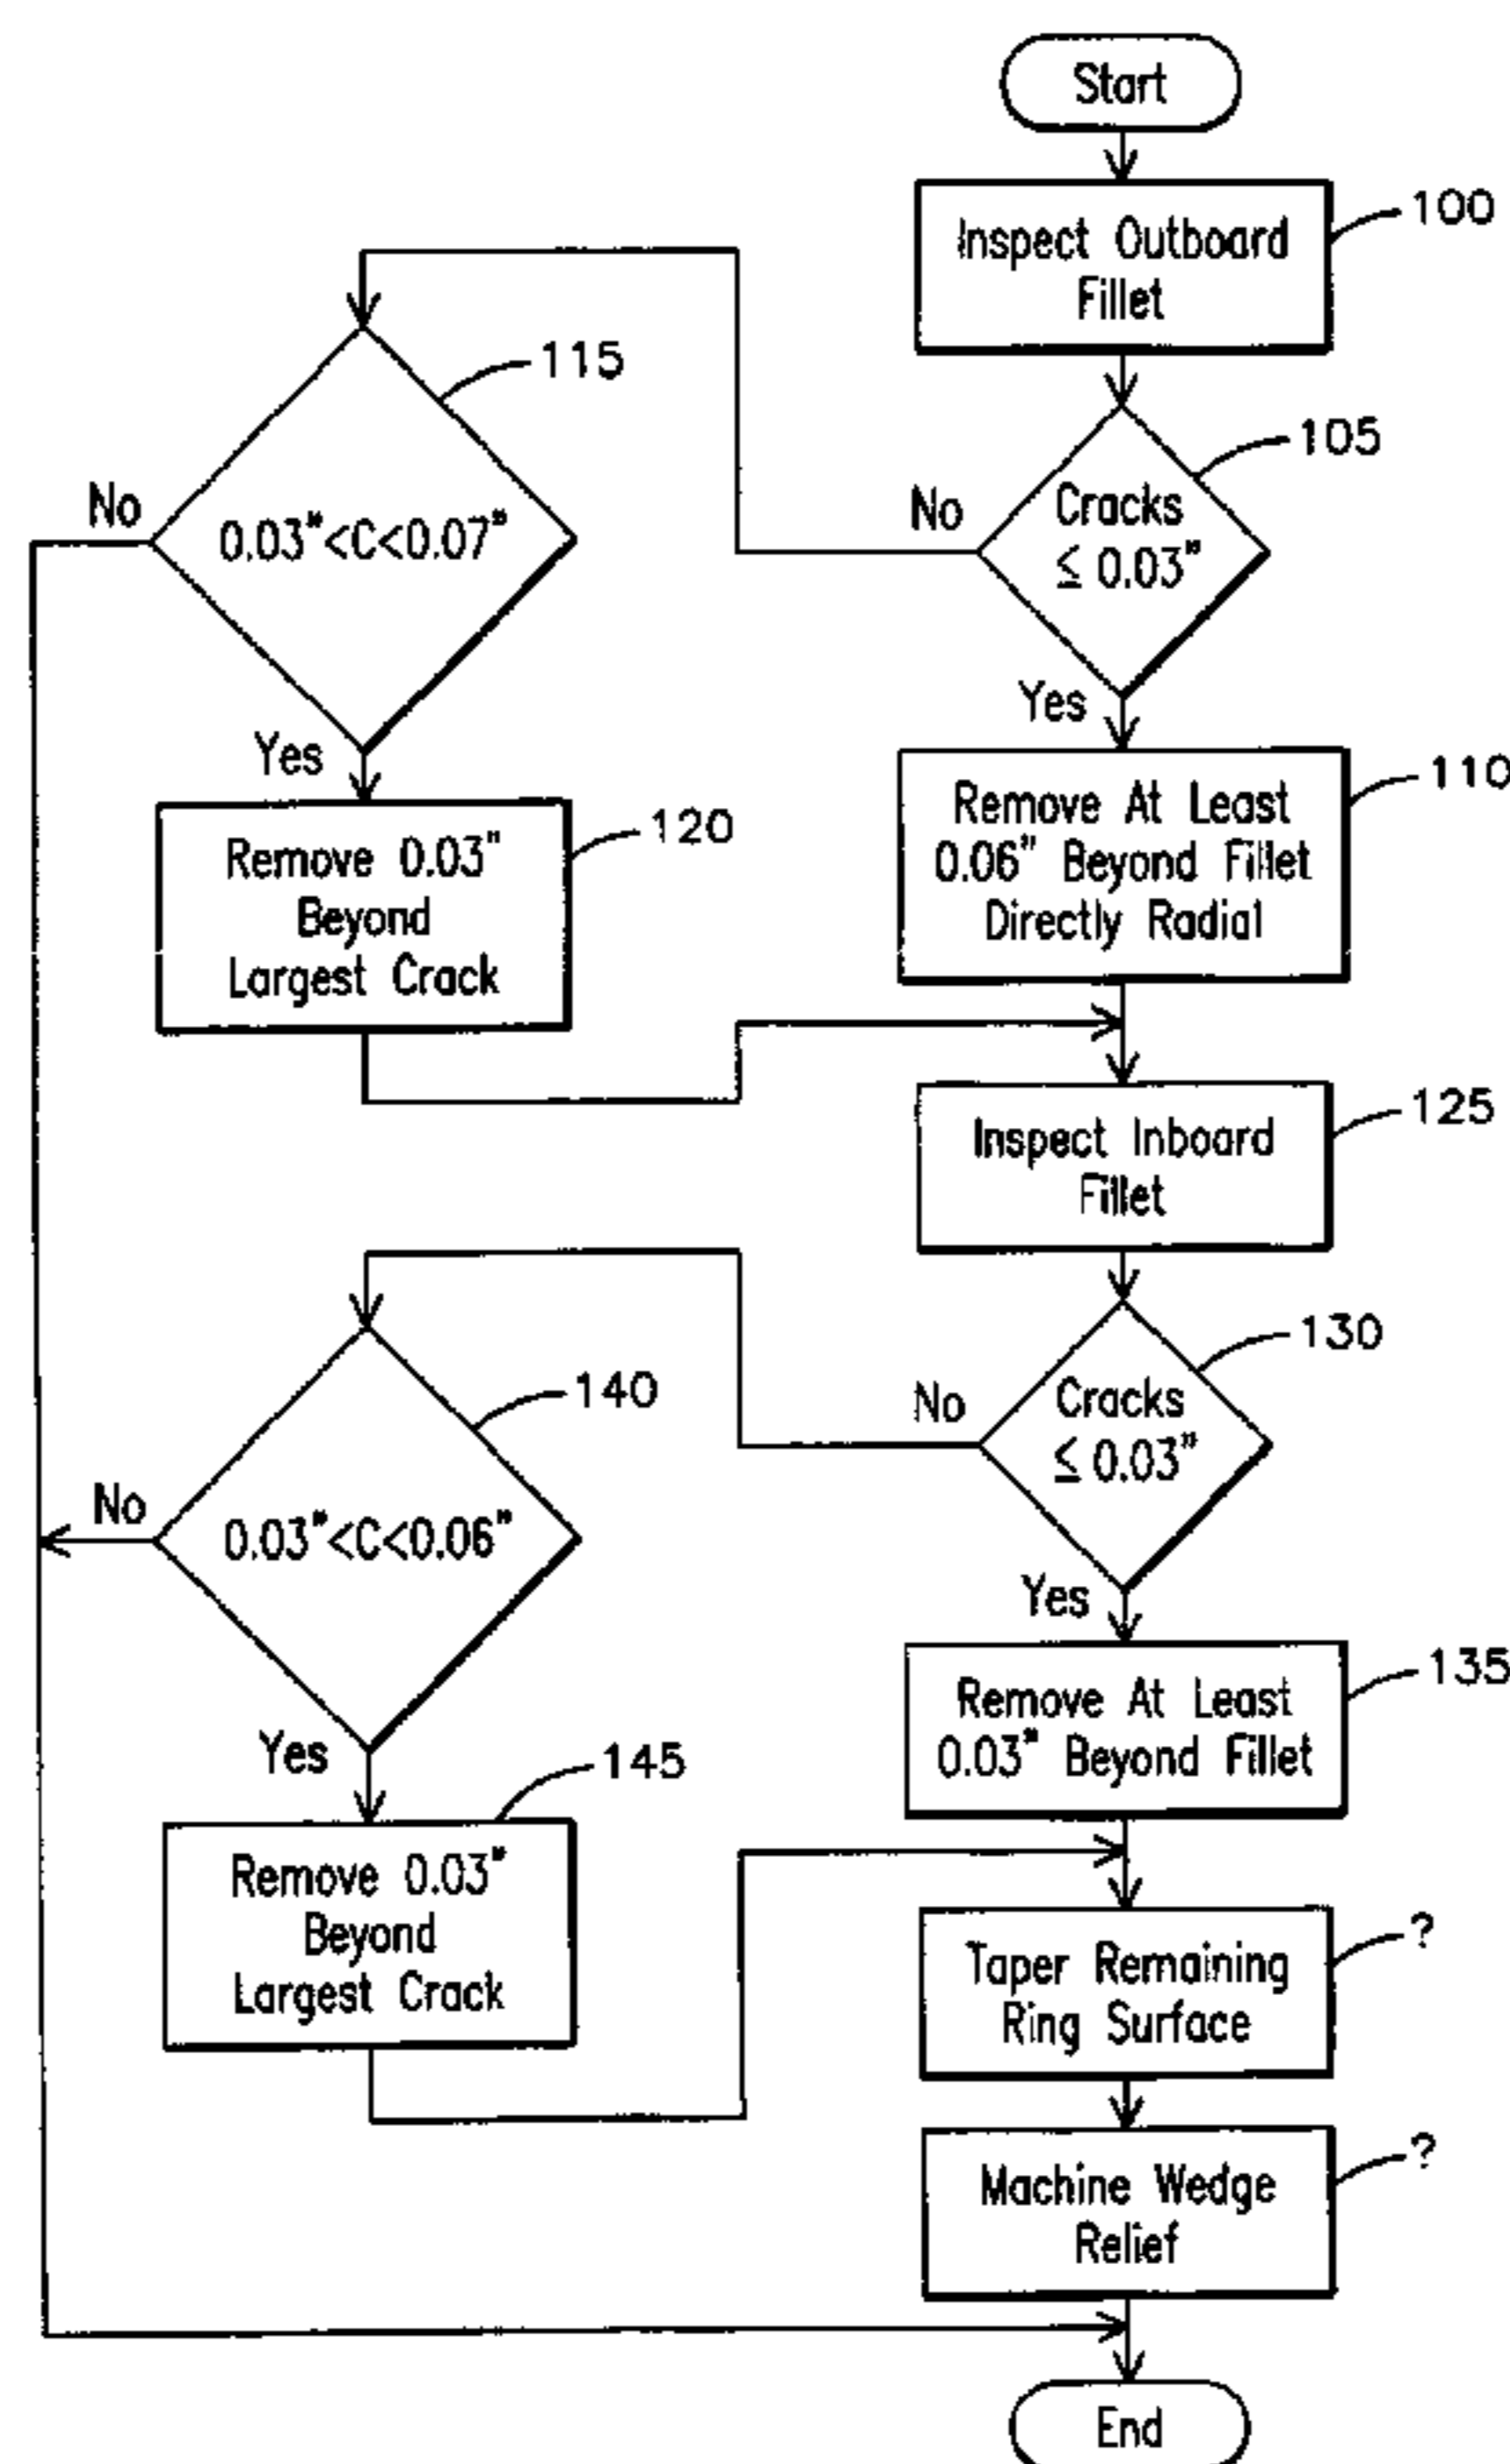 Start
Inspect Outboard
Fillet
100
Cracks
≤ 0.03"
105
No
Yes
0.03"<C<0.07"
115
No
Yes
Remove At Least
0.06" Beyond Fillet
Directly Radial
110
Remove 0.03"
Beyond
Largest Crack
120
Inspect Inboard
Fillet
125
Cracks
≤ 0.03"
130
No
Yes
0.03"<C<0.06"
140
No
Yes
Remove At Least
0.03" Beyond Fillet
135
Remove 0.03"
Beyond
Largest Crack
145
Taper Remaining
Ring Surface
?
Machine Wedge
Relief
?
End